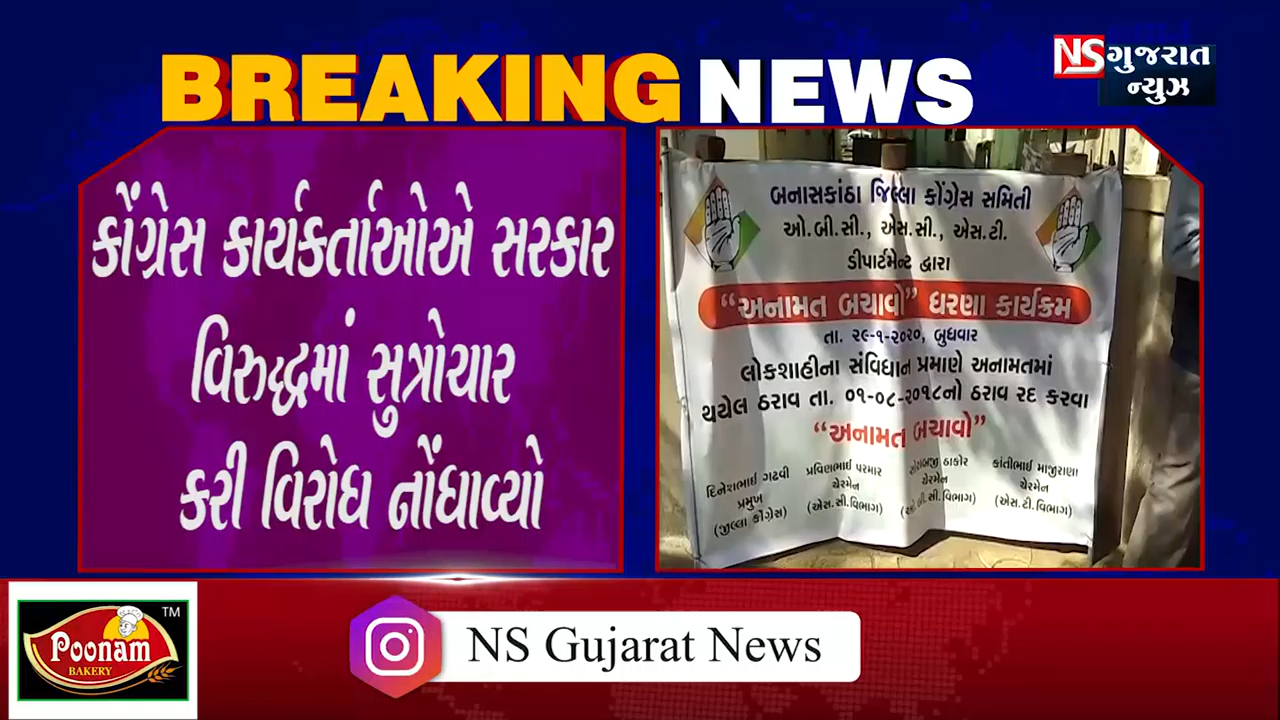 BREAKING NEWS
NS ગુજરાત
ન્યુઝ
કોંગ્રેસ કાર્યકર્તાઓએ સરકાર
વિરુદ્ધમાં સુત્રોચાર
કરી વિરોધ નોંધાવ્યો
બનાસકાંઠા જિલ્લા કોંગ્રેસ સમિતી
ઓ.બી.સી., એસ.સી., એસ.ટી.
ડીપાર્ટમેન્ટ દ્વારા
“અનામત બચાવો” ધરણા કાર્યક્રમ
તા. ૨૯-૧-૨૦૨૦, બુધવાર
લોકશાહીના સંવિધાન પ્રમાણે અનામતમાં
થયેલ ઠરાવ તા. ૦૧-૦૮-૨૦૧૮નો ઠરાવ રદ કરવા
“અનામત બચાવો”
દિનેશભાઈ ગઢવી પ્રવિણભાઈ પરમાર ઠાકોર કાંતીભાઈ માજીરાણા
પ્રમુખ ચેરમેન ચેરમેન ચેરમેન
(જીલ્લા કોંગ્રેસ) (એસ.સી.વિભાગ) (ઓ.બી.સી.વિભાગ) (એસ.ટી.વિભાગ)
Poonam TM
BAKERY
NS Gujarat News